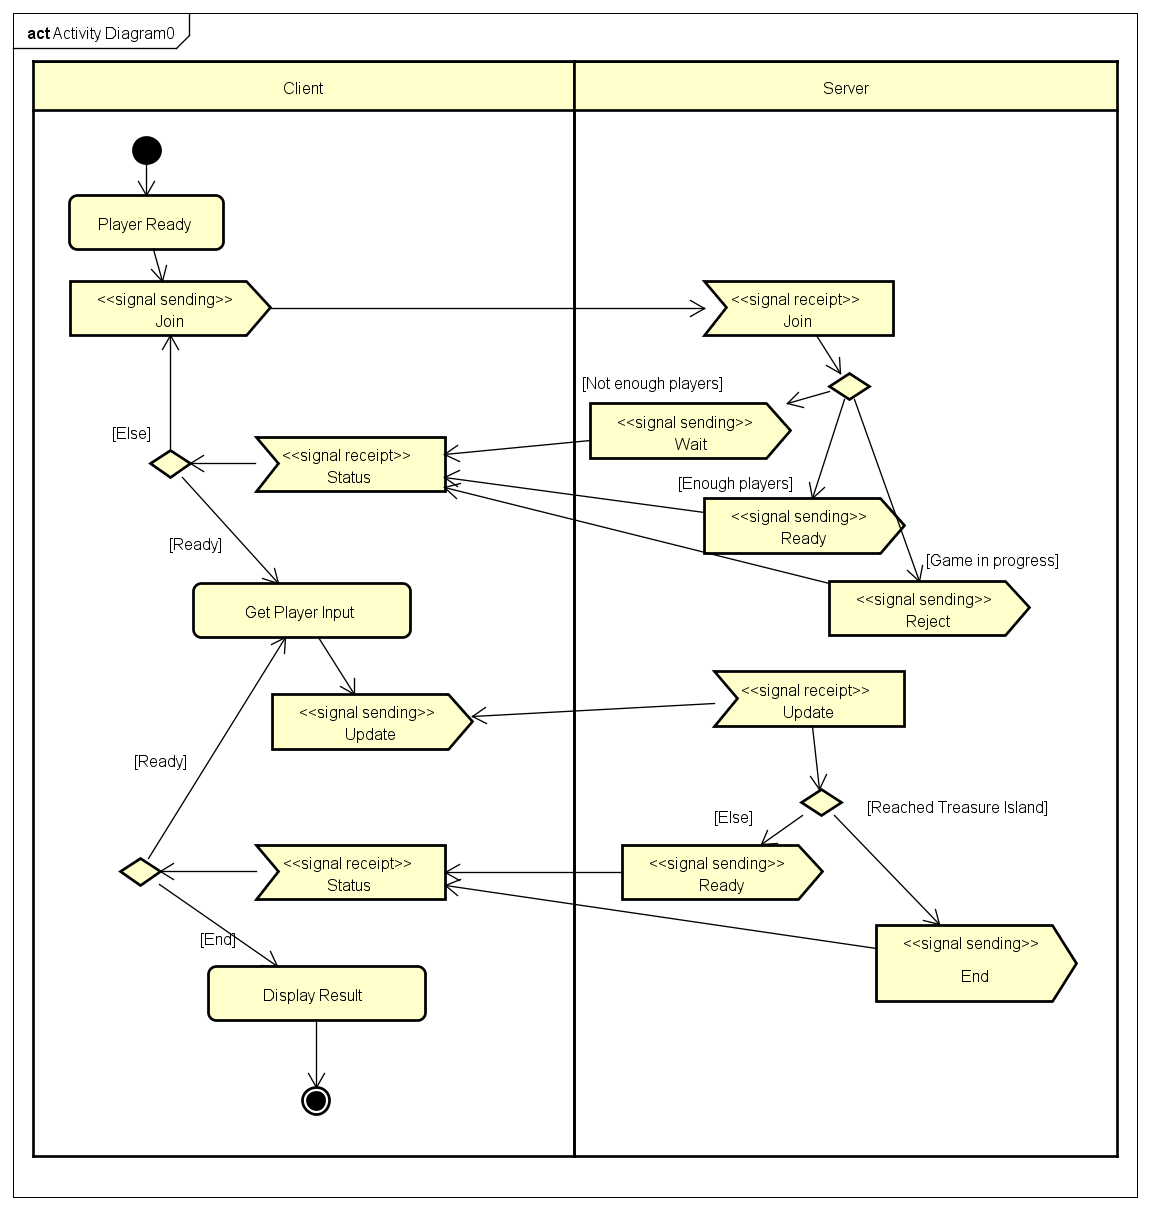 act Activity Diagram0
Client
Server
Player Ready
<<signal sending>>
Join
<<signal receipt>>
Join
[Not enough players]
<<signal sending>>
Wait
[Else]
<<signal receipt>>
Status
[Enough players]
<<signal sending>>
Ready
[Ready]
[Game in progress]
<<signal sending>>
Reject
Get Player Input
<<signal receipt>>
Update
<<signal sending>>
Update
[Ready]
[Reached Treasure Island]
[Else]
<<signal receipt>>
Status
<<signal sending>>
Ready
[End]
<<signal sending>>
End
Display Result